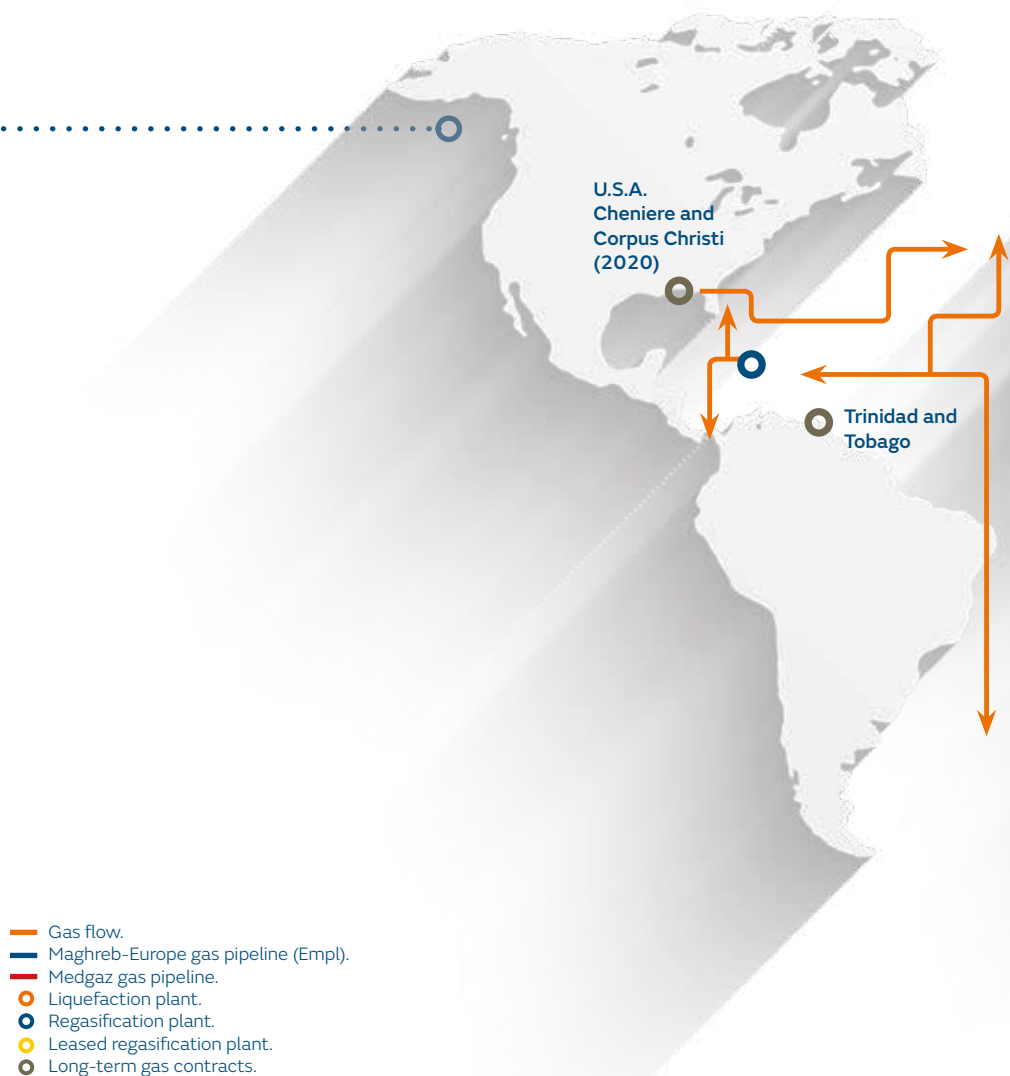 U.S.A.
Cheniere and
Corpus Christi
(2020)
Trinidad and
Tobago
Gas flow.
Maghreb-Europe gas pipeline (Empl).
Medgaz gas pipeline.
Liquefaction plant.
Regasification plant.
Leased regasification plant.
Long-term gas contracts.